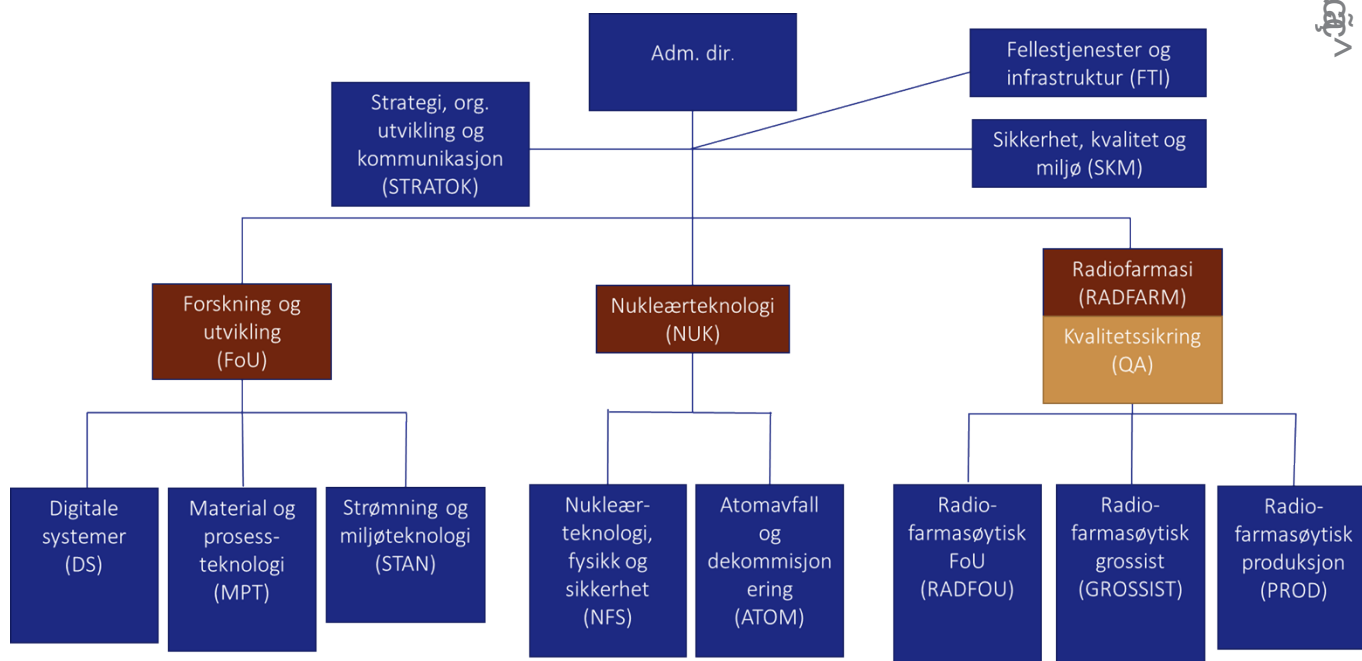 Adm. dir.
Fellestjenester og
infrastruktur (FTI)
Strategi, org.
utvikling og
kommunikasjon
(STRATOK)
Sikkerhet, kvalitet og
miljø (SKM)
Forskning og
utvikling
(FoU)
Nukleærteknologi
(NUK)
Radiofarmasi
(RADFARM)
Kvalitetssikring
(QA)
Digitale
systemer
(DS)
Material og
prosess-
teknologi
(MPT)
Strømning og
miljøteknologi
(STAN)
Nukleær-
teknologi,
fysikk og
sikkerhet
(NFS)
Atomavfall
og
dekommisjon
ering
(ATOM)
Radio-
farmasøytisk
FoU
(RADFOU)
Radio-
farmasøytisk
grossist
(GROSSIST)
Radio-
farmasøytisk
produksjon
(PROD)